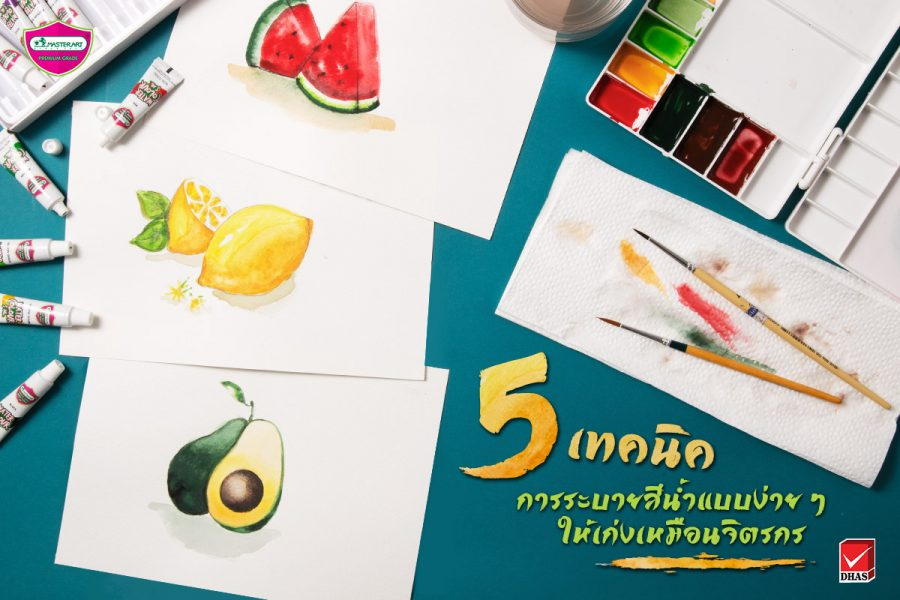 MASTERART
PREMIUM GRADE
5 เทคนิค
การระบายสีน้ำแบบง่าย ๆ
ให้เก่งเหมือนจิตรกร
DHAS